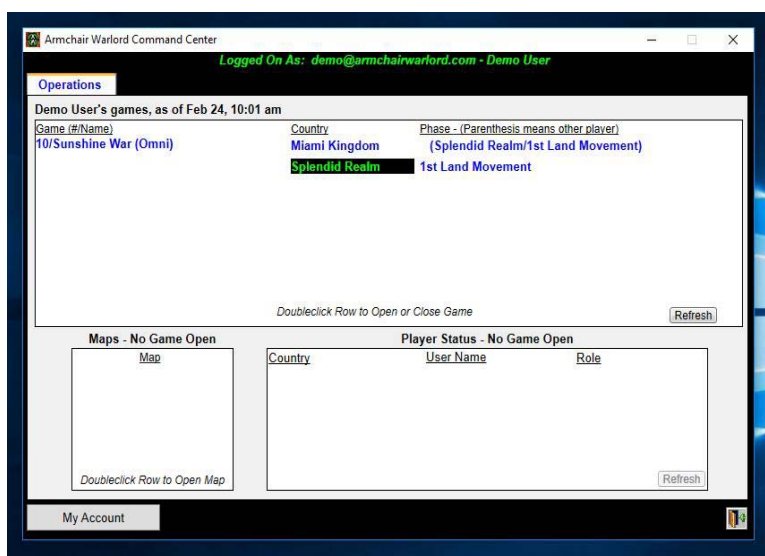 Armchair Warlord Command Center
Logged On As: demo@armchairwarlord.com - Demo User
Operations
Demo User's games, as of Feb 24, 10:01 am
Game (#/Name) Country Phase - (Parenthesis means other player)
10/Sunshine War (Omni) Miami Kingdom (Splendid Realm/1st Land Movement)
Splendid Realm 1st Land Movement
Doubleclick Row to Open or Close Game Refresh
Maps - No Game Open Player Status - No Game Open
Map Country User Name Role
Doubleclick Row to Open Map Refresh
My Account